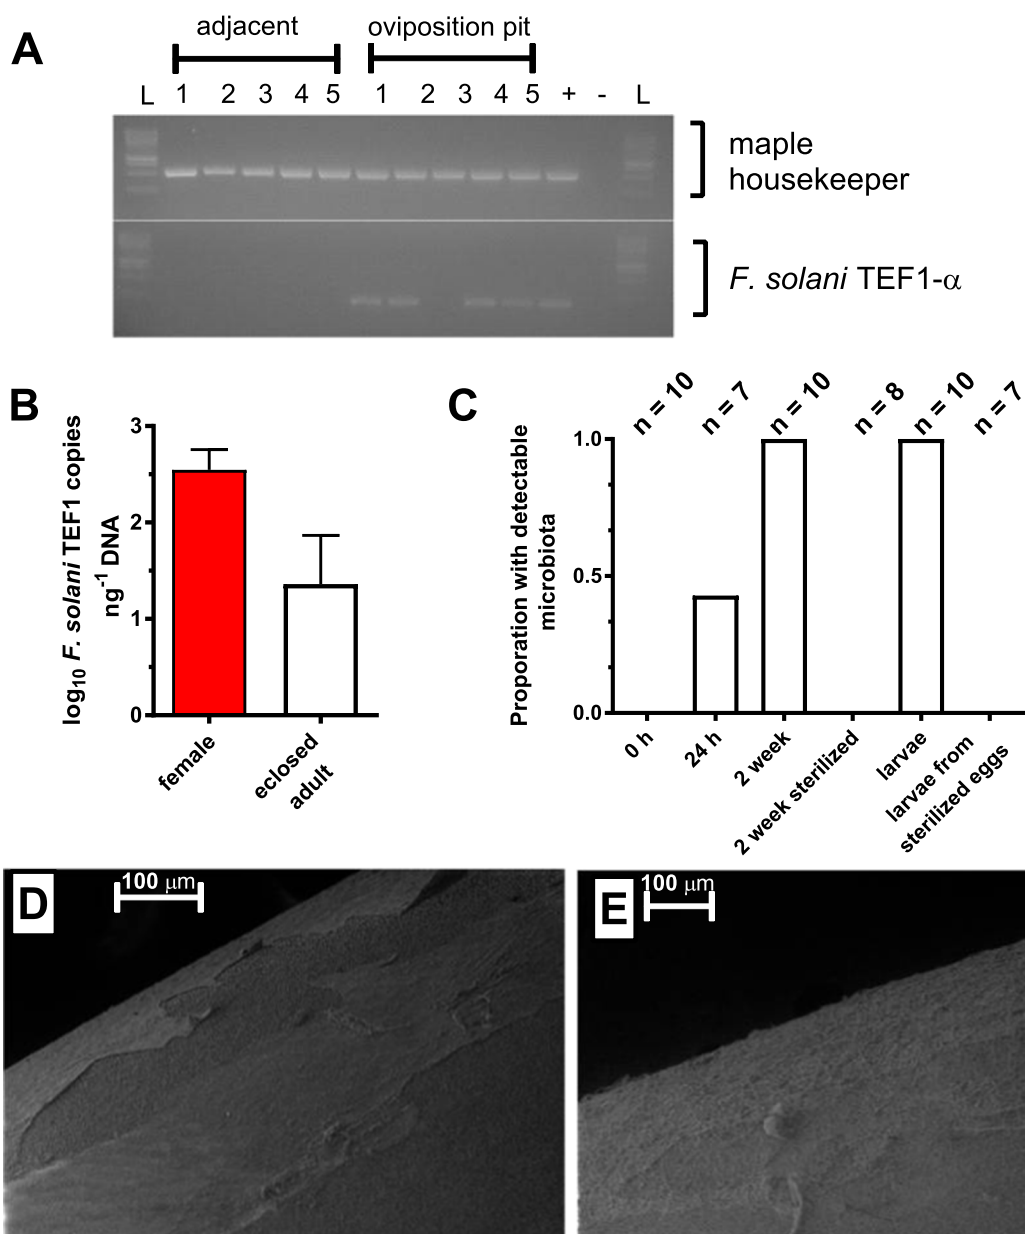 A
adjacent
oviposition pit
L 1 2 3 4 5 1 2 3 4 5 + - L
maple
housekeeper
F. solani TEF1-α
B
log10 F. solani TEF1 copies
ng-1 DNA
3
2
1
0
female
eclosed
adult
C
n = 10
n = 7
n = 10
n = 8
n = 10
n = 7
Proporation with detectable
microbiota
1.0
0.5
0.0
0 h
24 h
2 week
2 week sterilized
larvae
larvae from
sterilized eggs
D
100 μm
E
100 μm